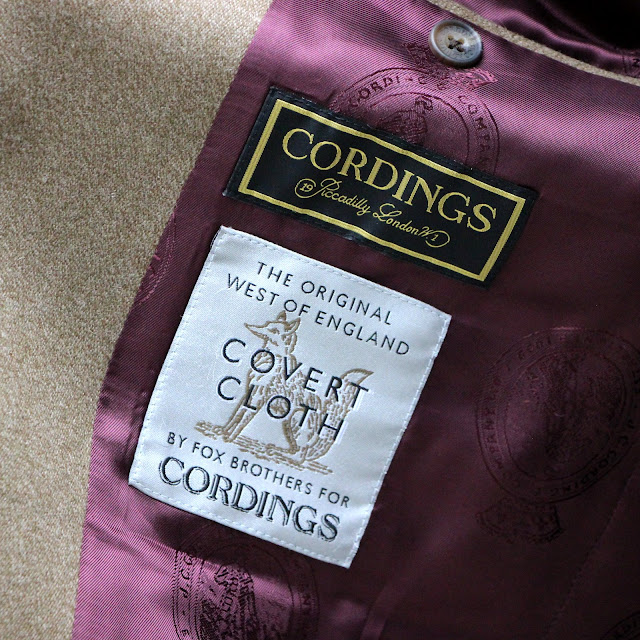 CORDINGS
19 Piccadilly London W1
THE ORIGINAL
WEST OF ENGLAND
COVERT
CLOTH
BY FOX BROTHERS FOR
CORDINGS